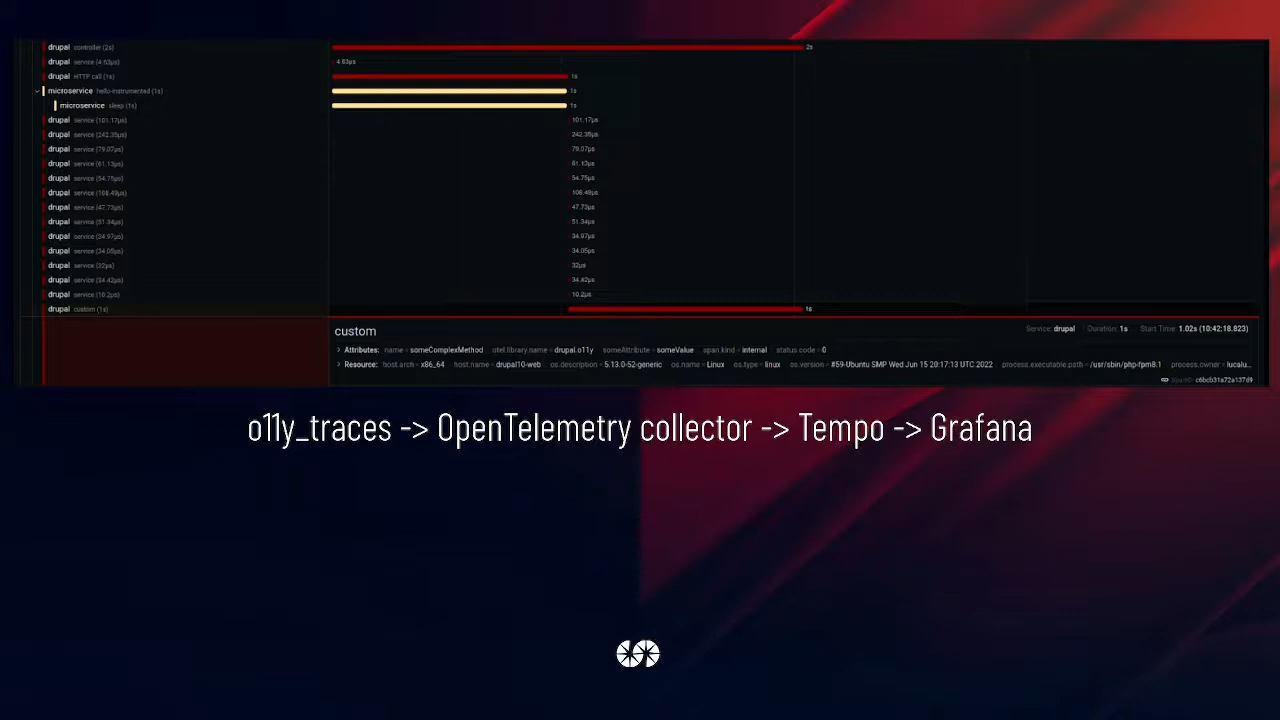 drupal controller (2s) 2s
drupal service (4.63µs) 4.63µs
drupal HTTP call (1s) 1s
microservice hello-instrumented (1s) 1s
microservice sleep (1s) 1s
drupal service (101.17µs) 101.17µs
drupal service (242.35µs) 242.35µs
drupal service (79.07µs) 79.07µs
drupal service (61.13µs) 61.13µs
drupal service (54.75µs) 54.75µs
drupal service (108.49µs) 108.49µs
drupal service (47.73µs) 47.73µs
drupal service (51.34µs) 51.34µs
drupal service (34.97µs) 34.97µs
drupal service (34.05µs) 34.05µs
drupal service (32µs) 32µs
drupal service (34.42µs) 34.42µs
drupal service (10.2µs) 10.2µs
drupal custom (1s) 1s
custom Service: drupal Duration: 1s Start Time: 1.02s (10:42:18.823)
Attributes: name = someComplexMethod otel.library.name = drupal.o11y someAttribute = someValue span.kind = internal status.code = 0
Resource: host.arch = x86_64 host.name = drupal10-web os.description = 5.13.0-52-generic os.name = Linux os.type = linux os.version = #59-Ubuntu SMP Wed Jun 15 20:17:13 UTC 2022 process.executable.path = /usr/sbin/php-fpm8.1 process.owner = lucalu...
SpanID: c6bcb31a72a137d9
o11y_traces -> OpenTelemetry collector -> Tempo -> Grafana